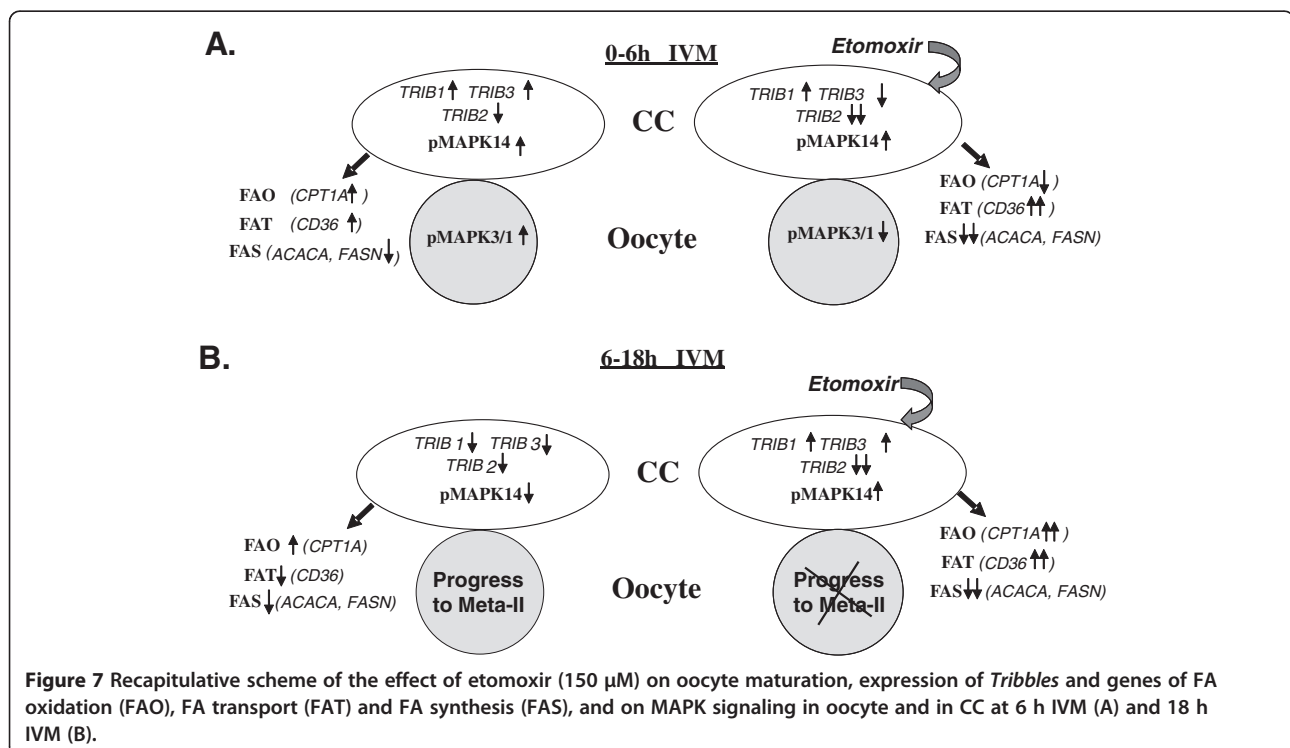 A.
0-6h IVM
Etomoxir
TRIB1↑ TRIB3 ↑
TRIB2↓
pMAPK14↑
CC
TRIB1 ↑ TRIB3 ↓
TRIB2↓↓
pMAPK14↑
FAO (CPT1A↑)
FAT (CD36 ↑)
FAS (ACACA, FASN↓)
pMAPK3/1 ↑
Oocyte
pMAPK3/1 ↓
FAO (CPT1A↓)
FAT (CD36↑↑)
FAS↓↓(ACACA, FASN)
B.
6-18h IVM
Etomoxir
TRIB 1↓ TRIB 3↓
TRIB 2↓
pMAPK14↓
CC
TRIB1 ↑ TRIB3 ↑
TRIB2 ↓↓
pMAPK14↑
FAO ↑ (CPT1A)
FAT↓ (CD36)
FAS↓(ACACA, FASN)
Progress
to Meta-II
Oocyte
Progress
to Meta-II
FAO (CPT1A↑↑)
FAT (CD36 ↑↑)
FAS↓↓(ACACA, FASN)
Figure 7 Recapitulative scheme of the effect of etomoxir (150 μM) on oocyte maturation, expression of Tribbles and genes of FA
oxidation (FAO), FA transport (FAT) and FA synthesis (FAS), and on MAPK signaling in oocyte and in CC at 6 h IVM (A) and 18 h
IVM (B).